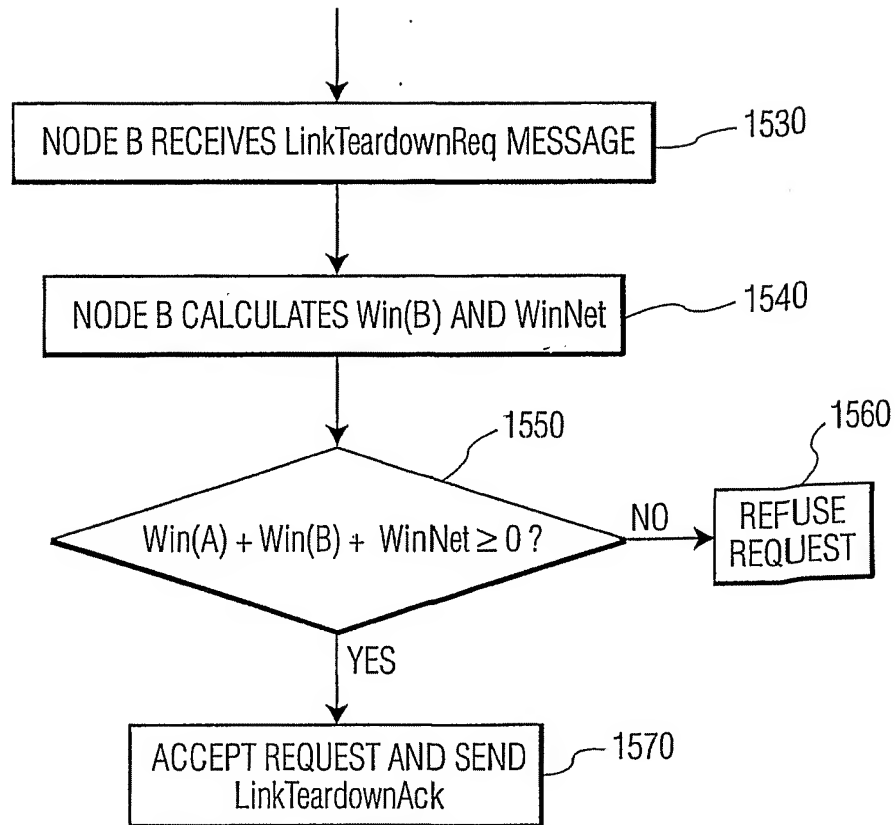 NODE B RECEIVES LinkTeardownReq MESSAGE
1530
NODE B CALCULATES Win(B) AND WinNet
1540
1550
Win(A) + Win(B) + WinNet ≥ 0 ?
NO
1560
REFUSE
REQUEST
YES
ACCEPT REQUEST AND SEND
LinkTeardownAck
1570